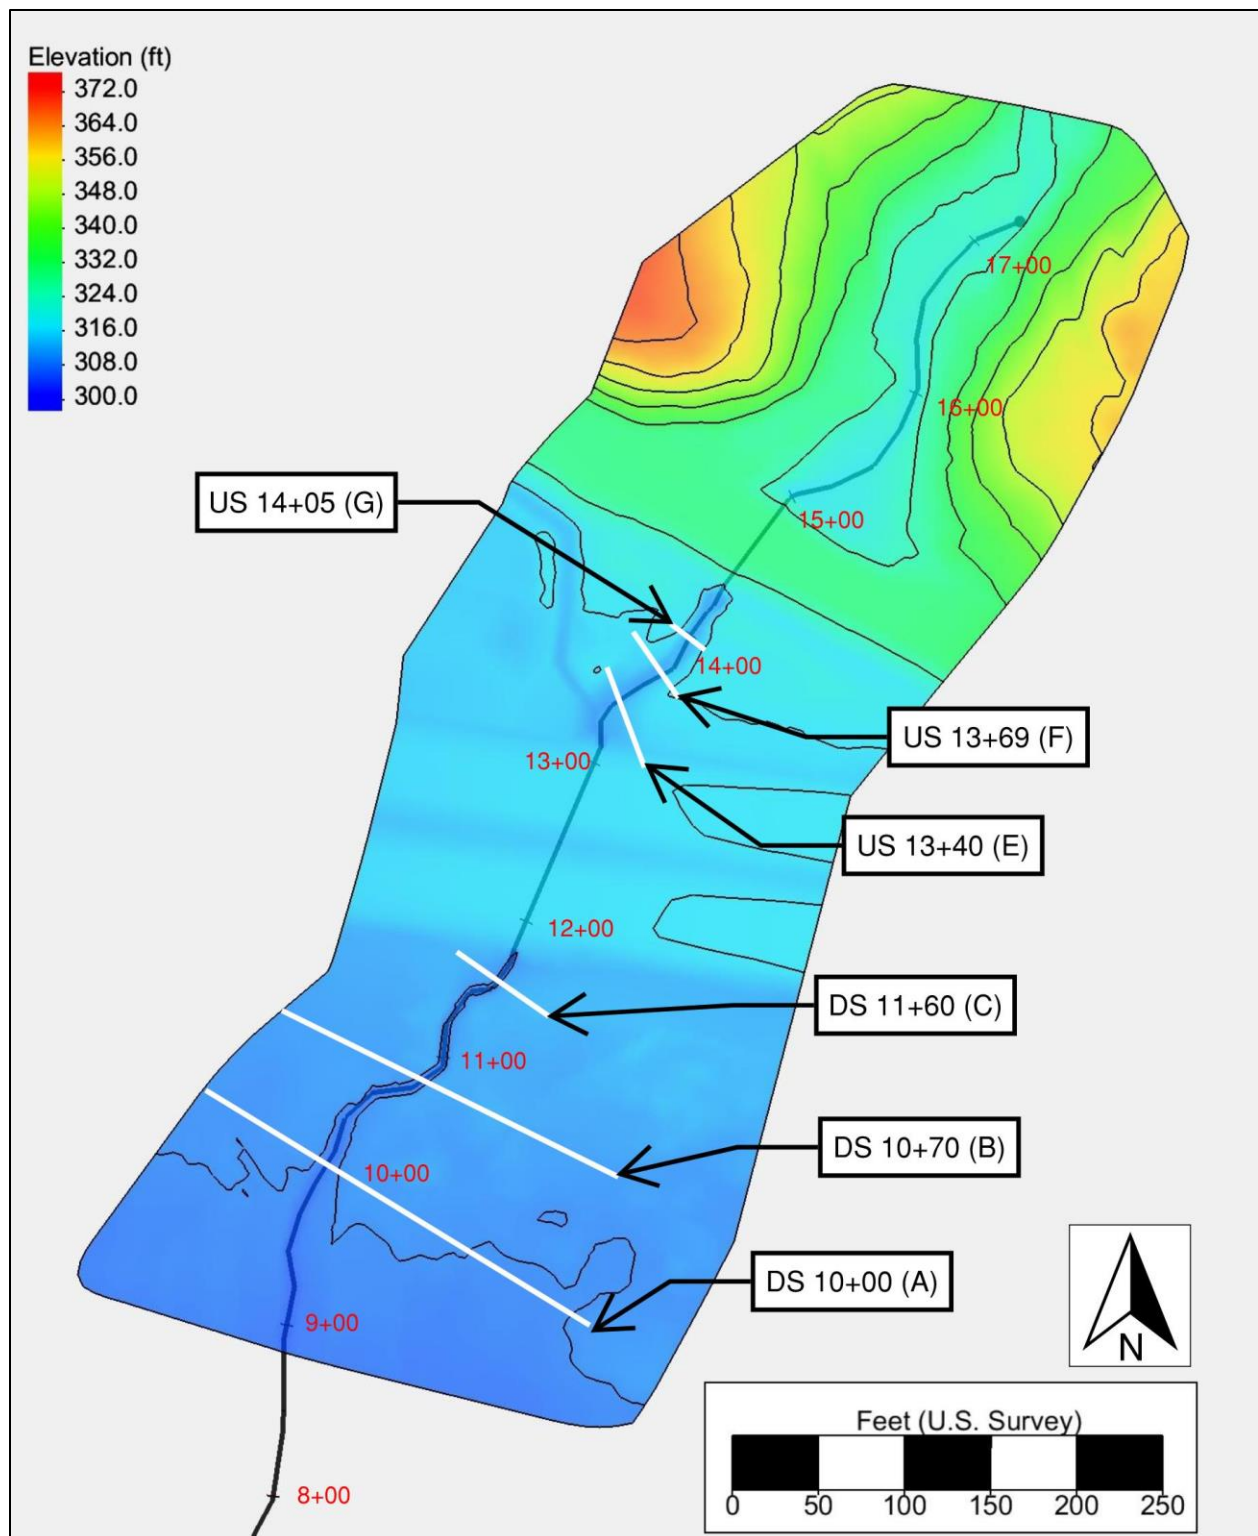 Elevation (ft)
372.0
364.0
356.0
348.0
340.0
332.0
324.0
316.0
308.0
300.0
17+00
16+00
US 14+05 (G)
15+00
14+00
US 13+69 (F)
13+00
US 13+40 (E)
12+00
DS 11+60 (C)
11+00
DS 10+70 (B)
10+00
DS 10+00 (A)
9+00
N
Feet (U.S. Survey)
0 50 100 150 200 250
8+00